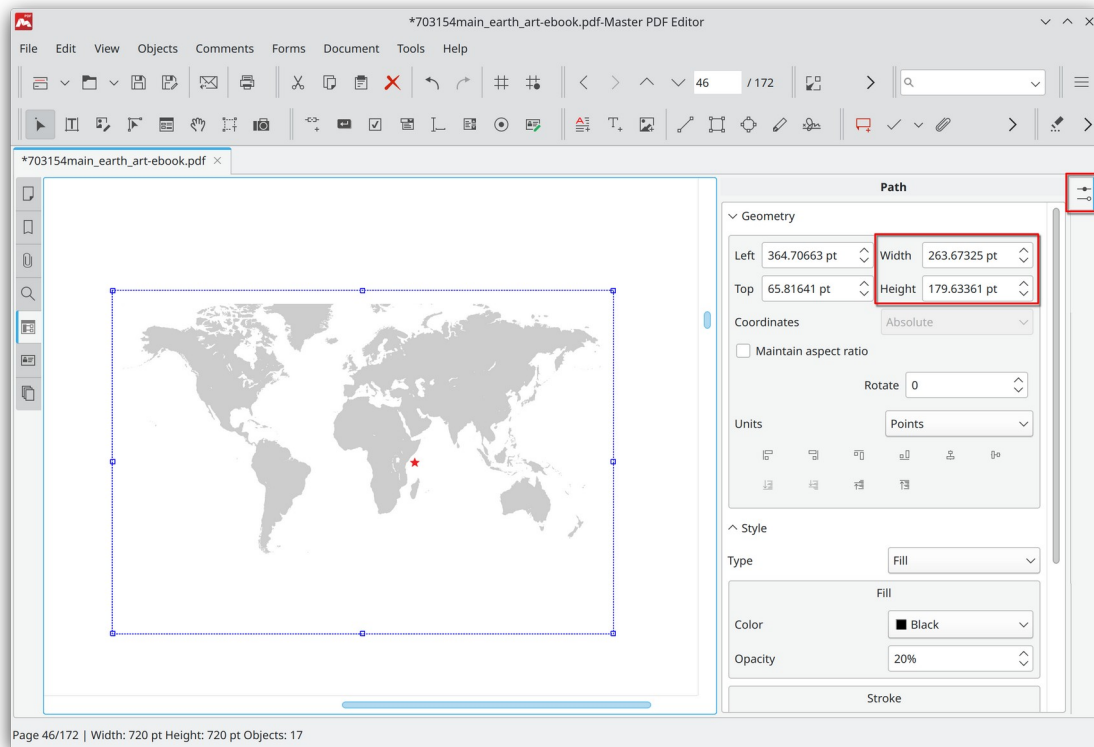 *703154main_earth_art-ebook.pdf-Master PDF Editor
File Edit View Objects Comments Forms Document Tools Help
46 / 172
*703154main_earth_art-ebook.pdf
Path
Geometry
Left 364.70663 pt Width 263.67325 pt
Top 65.81641 pt Height 179.63361 pt
Coordinates Absolute
Maintain aspect ratio
Rotate 0
Units Points
Style
Type Fill
Fill
Color Black
Opacity 20%
Stroke
Page 46/172 | Width: 720 pt Height: 720 pt Objects: 17